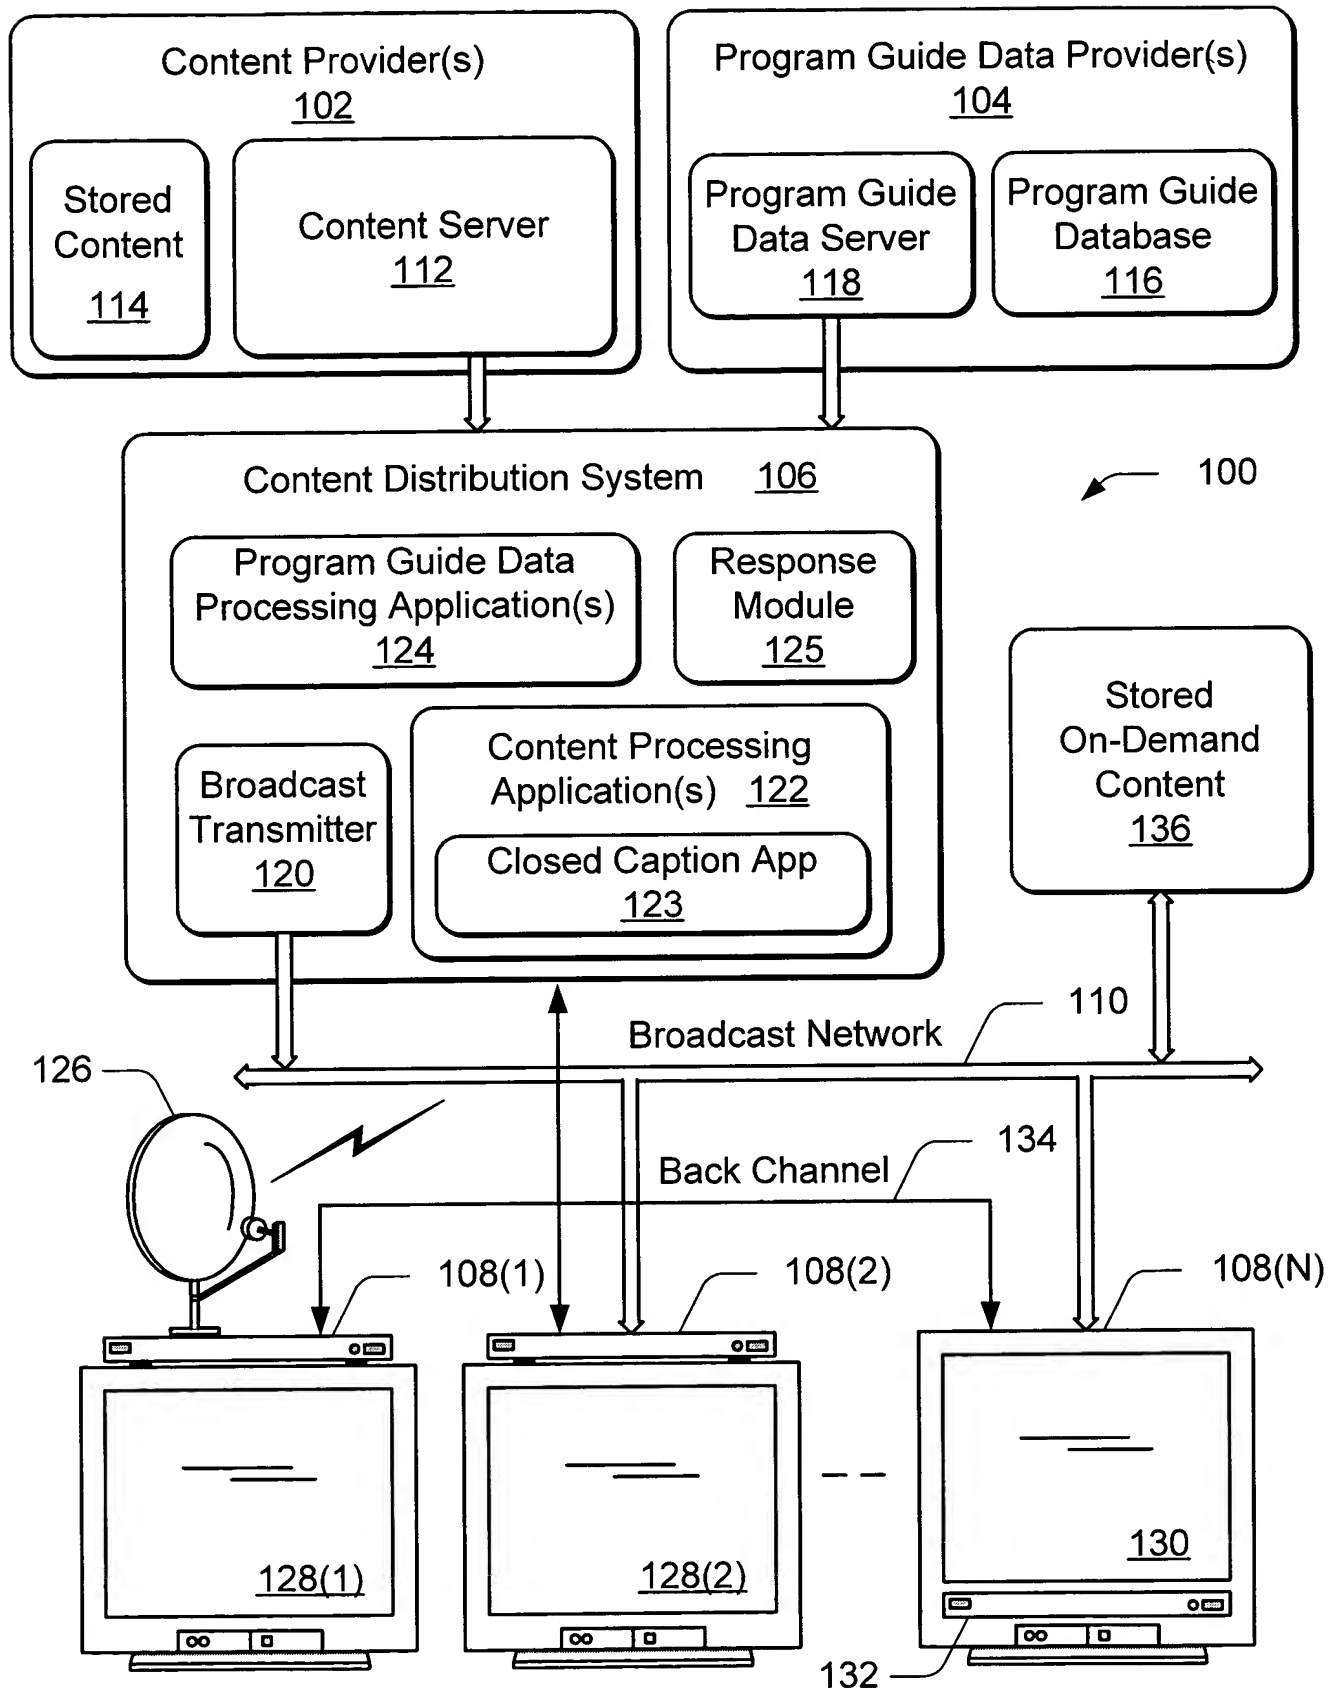 Content Provider(s)
102
Stored
Content
114
Content Server
112
Program Guide Data Provider(s)
104
Program Guide
Data Server
118
Program Guide
Database
116
Content Distribution System 106
100
Program Guide Data
Processing Application(s)
124
Response
Module
125
Broadcast
Transmitter
120
Content Processing
Application(s) 122
Closed Caption App
123
Stored
On-Demand
Content
136
110
Broadcast Network
126
134
Back Channel
108(1)
108(2)
108(N)
128(1)
128(2)
130
132